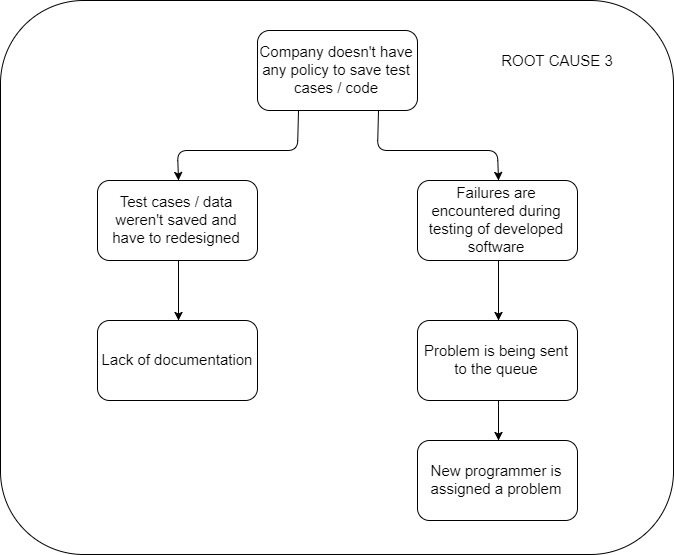 Company doesn't have
any policy to save test
cases / code
ROOT CAUSE 3
Test cases / data
weren't saved and
have to redesigned
Failures are
encountered during
testing of developed
software
Lack of documentation
Problem is being sent
to the queue
New programmer is
assigned a problem